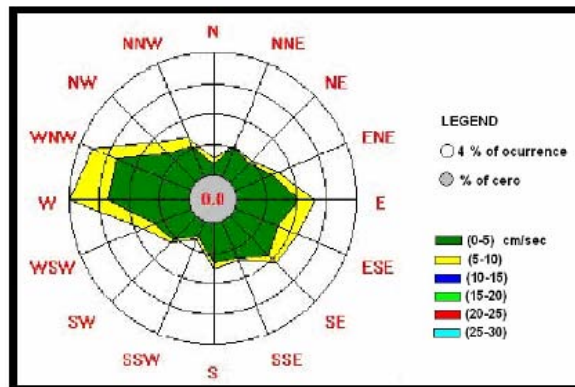 N
NNW
NNE
NW
NE
WNW
ENE
0.0
W
E
WSW
ESE
SW
SE
SSW
SSE
S
LEGEND
4 % of ocurrence
% of cero
(0-5) cm/sec
(5-10)
(10-15)
(15-20)
(20-25)
(25-30)